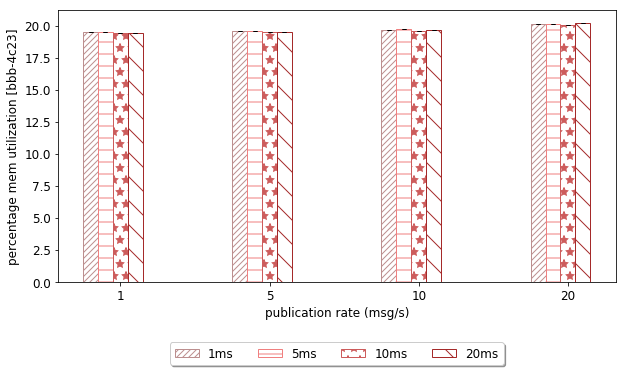 percentage mem utilization [bbb-4c23]
20.0
17.5
15.0
12.5
10.0
7.5
5.0
2.5
0.0
1 5 10 20
publication rate (msg/s)
1ms 5ms 10ms 20ms